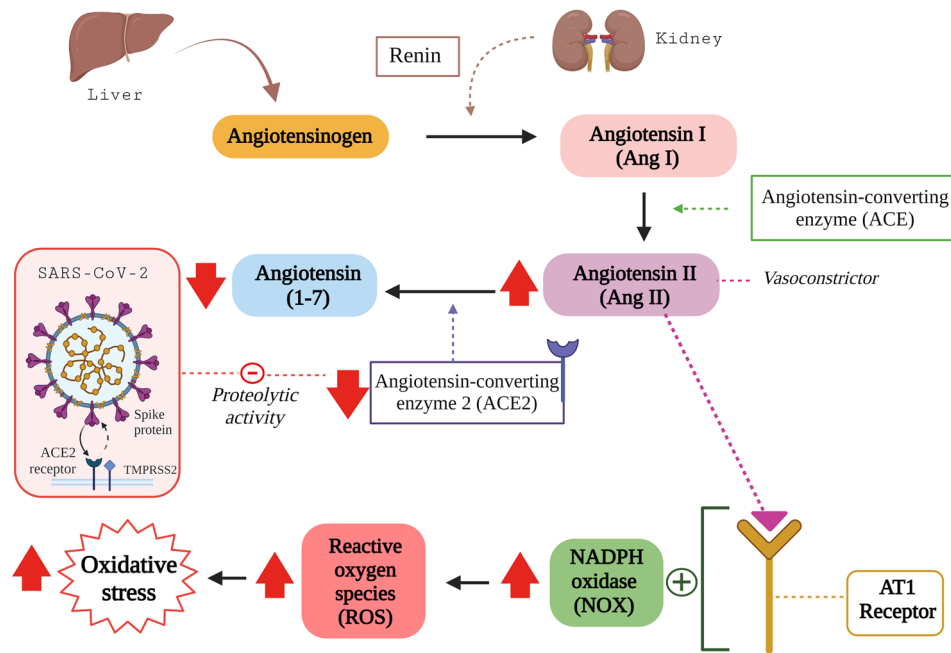 Liver
Renin
Kidney
Angiotensinogen
Angiotensin I
(Ang I)
Angiotensin-converting
enzyme (ACE)
SARS-CoV-2
Angiotensin
(1-7)
Angiotensin II
(Ang II)
Vasoconstrictor
Proteolytic
activity
Angiotensin-converting
enzyme 2 (ACE2)
Spike
protein
ACE2
receptor
TMPRSS2
Oxidative
stress
Reactive
oxygen
species
(ROS)
NADPH
oxidase
(NOX)
+
AT1
Receptor